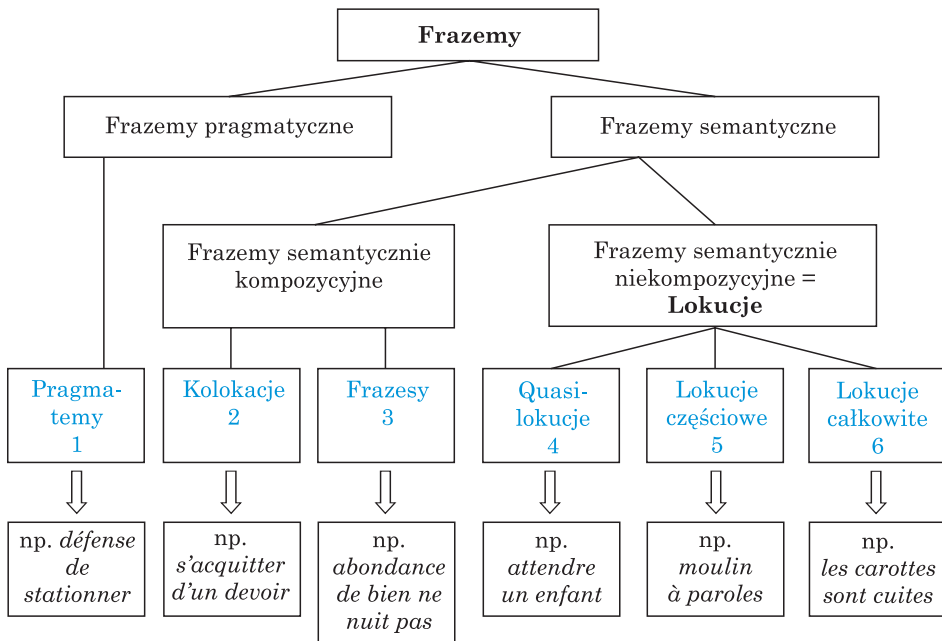 Frazemy
Frazemy pragmatyczne
Frazemy semantyczne
Frazemy semantycznie
kompozycyjne
Frazemy semantycznie
niekompozycyjne =
Lokucje
Pragma-
temy
1
Kolokacje
2
Frazesy
3
Quasi-
lokucje
4
Lokucje
częściowe
5
Lokucje
całkowite
6
np. défense
de
stationner
np.
s’acquitter
d’un devoir
np.
abondance
de bien ne
nuit pas
np.
attendre
un enfant
np.
moulin
à paroles
np.
les carottes
sont cuites